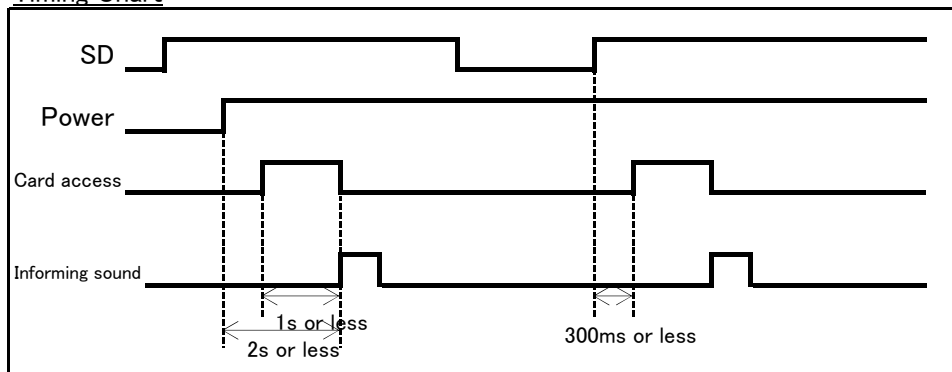 Timing Chart
SD
Power
Card access
Informing sound
1s or less
2s or less
300ms or less